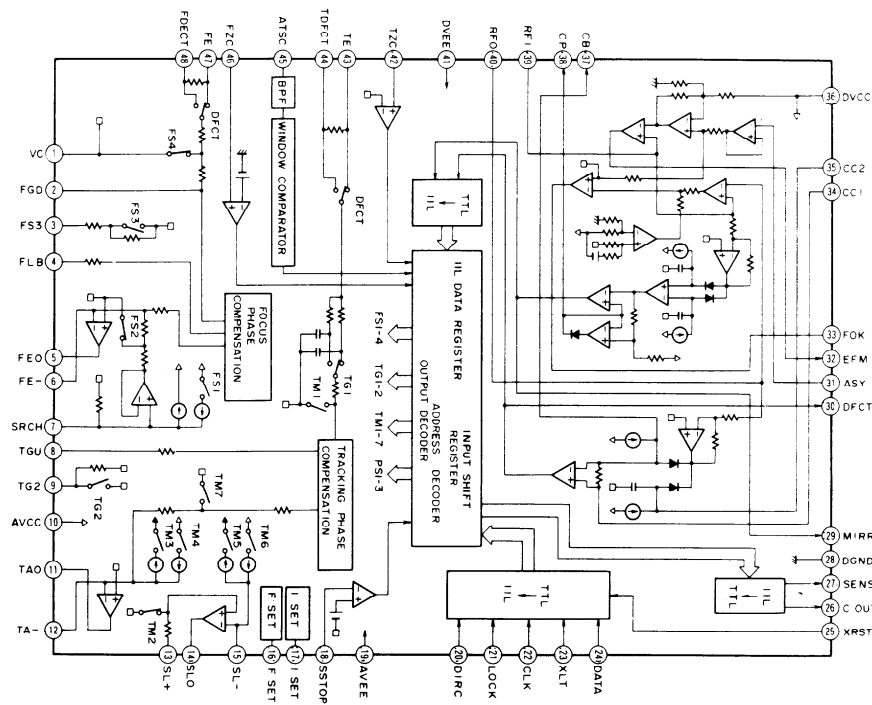 FDECT
FE
FZC
ATSC
TDFCT
TE
TZC
DVEE
RFO
RFI
CP
CB
48
47
46
45
44
43
42
41
40
39
38
37
VC
1
FGD
2
FS3
3
FLB
4
FEO
5
FE-
6
SRCH
7
TGU
8
TG2
9
AVCC
10
TAO
11
TA-
12
SL+
13
SLO
14
SL-
15
F SET
16
I SET
17
SSTOP
18
AVEE
19
DIRC
20
LOCK
21
CLK
22
XLT
23
DATA
24
36
DVCC
35
CC2
34
CC1
33
FOK
32
EFM
31
ASY
30
DFCT
29
MIRR
28
DGND
27
SENS
26
C OUT
25
XRST
FS4
DFCT
BPF
WINDOW COMPARATOR
DFCT
IIL
TTL
FS3
FS2
FS1
FOCUS
PHASE
COMPENSATION
TM1
TG1
IIL DATA REGISTER
INPUT SHIFT
REGISTER
ADDRESS DECODER
OUTPUT DECODER
FS1-4
TG1-2
TM1-7
PS1-3
TRACKING PHASE
COMPENSATION
TG2
TM7
TM3
TM4
TM5
TM6
TM2
F SET
I SET
TTL
IIL
IIL
TTL